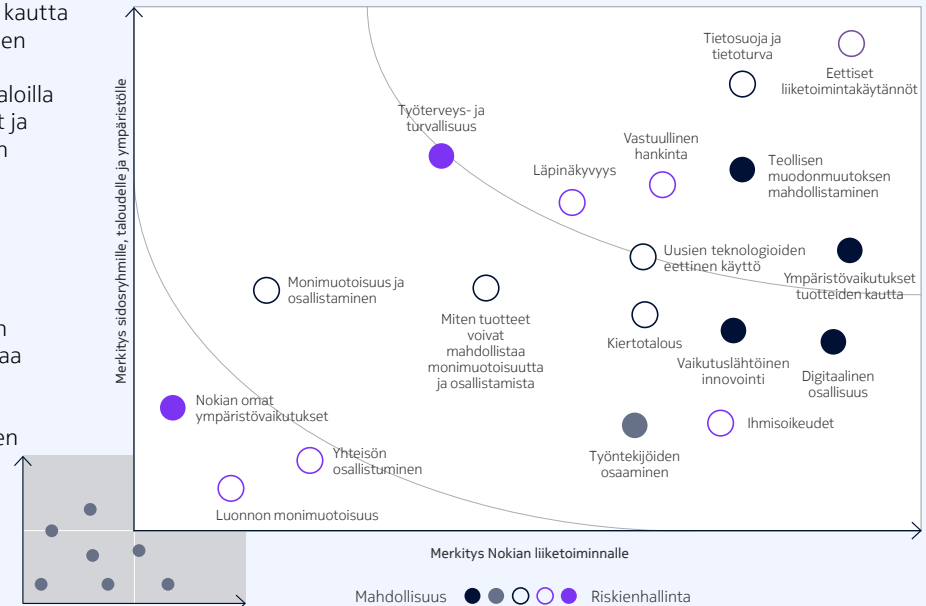 kautta
en
aloilla
t ja
n
n
aa
en
Merkitys sidosryhmille, taloudelle ja ympäristölle
Tietosuoja ja
tietoturva
Eettiset
liiketoimintakäytännöt
Työterveys- ja
turvallisuus
Vastuullinen
hankinta
Läpinäkyvyys
Teollisen
muodonmuutoksen
mahdollistaminen
Uusien teknologioiden
eettinen käyttö
Ympäristövaikutukset
tuotteiden kautta
Monimuotoisuus ja
osallistaminen
Miten tuotteet
voivat
mahdollistaa
monimuotoisuutta
ja osallistamista
Kiertotalous
Vaikutuslähtöinen
innovointi
Digitaalinen
osallisuus
Nokian omat
ympäristövaikutukset
Ihmisoikeudet
Työntekijöiden
osaaminen
Yhteisön
osallistuminen
Luonnon monimuotoisuus
Merkitys Nokian liiketoiminnalle
Mahdollisuus
Riskienhallinta